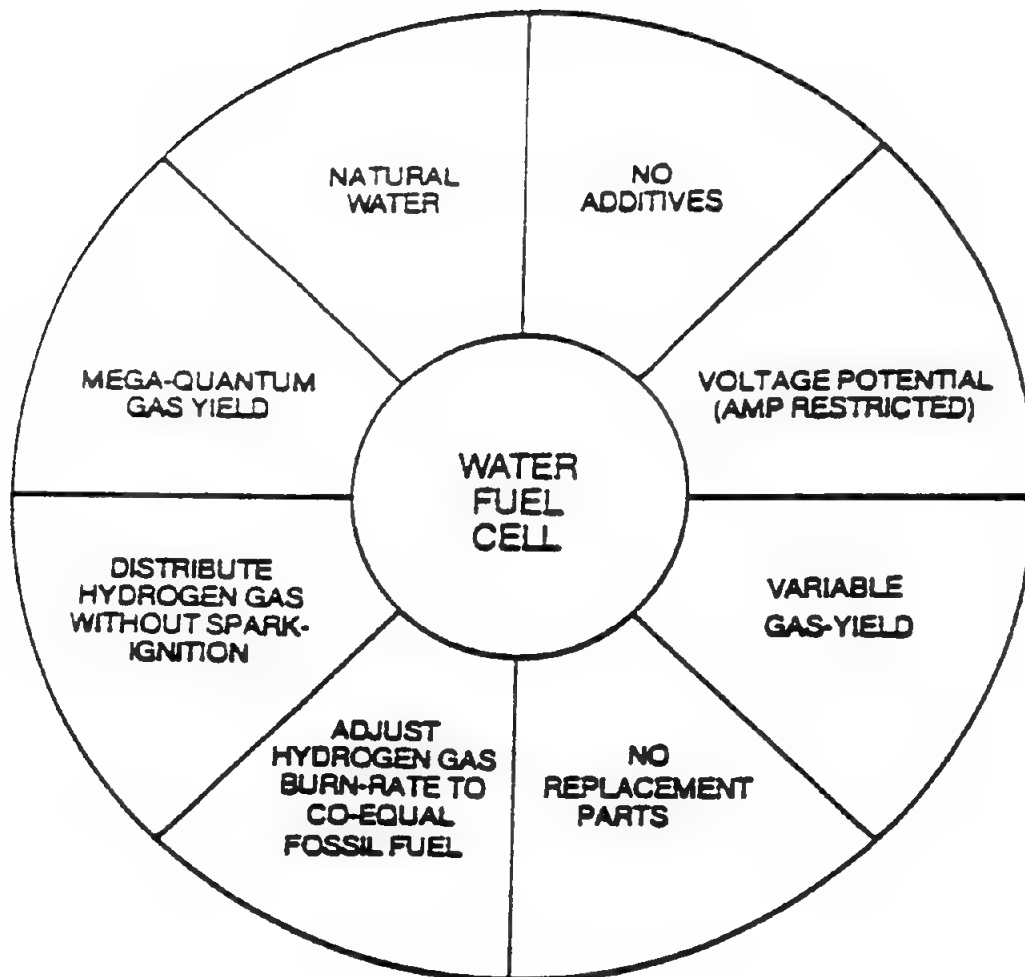 NATURAL
WATER
NO
ADDITIVES
VOLTAGE POTENTIAL
(AMP RESTRICTED)
VARIABLE
GAS-YIELD
NO
REPLACEMENT
PARTS
ADJUST
HYDROGEN GAS
BURN-RATE TO
CO-EQUAL
FOSSIL FUEL
DISTRIBUTE
HYDROGEN GAS
WITHOUT SPARK-
IGNITION
MEGA-QUANTUM
GAS YIELD
WATER
FUEL
CELL